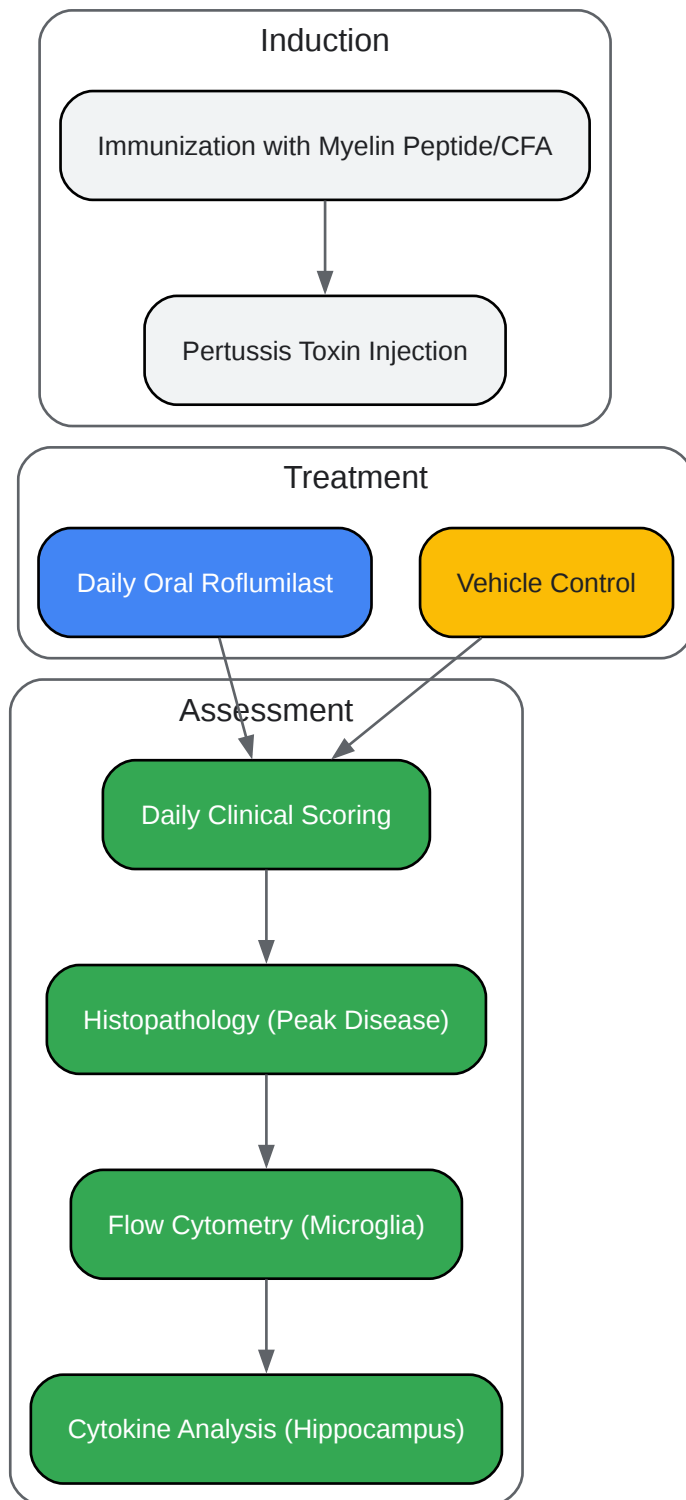 Induction
Immunization with Myelin Peptide/CFA
Pertussis Toxin Injection
Treatment
Daily Oral Roflumilast
Vehicle Control
Assessment
Daily Clinical Scoring
Histopathology (Peak Disease)
Flow Cytometry (Microglia)
Cytokine Analysis (Hippocampus)